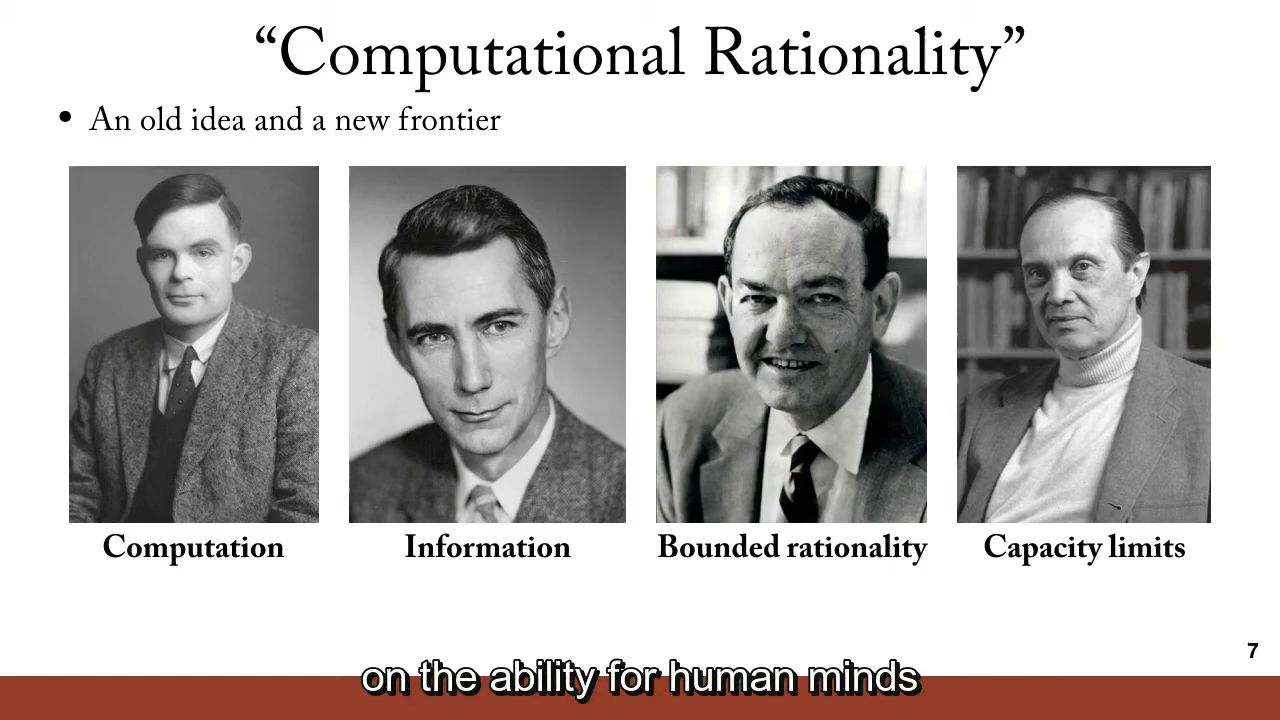 “Computational Rationality”
• An old idea and a new frontier
Computation
Information
Bounded rationality
Capacity limits
7
on the ability for human minds